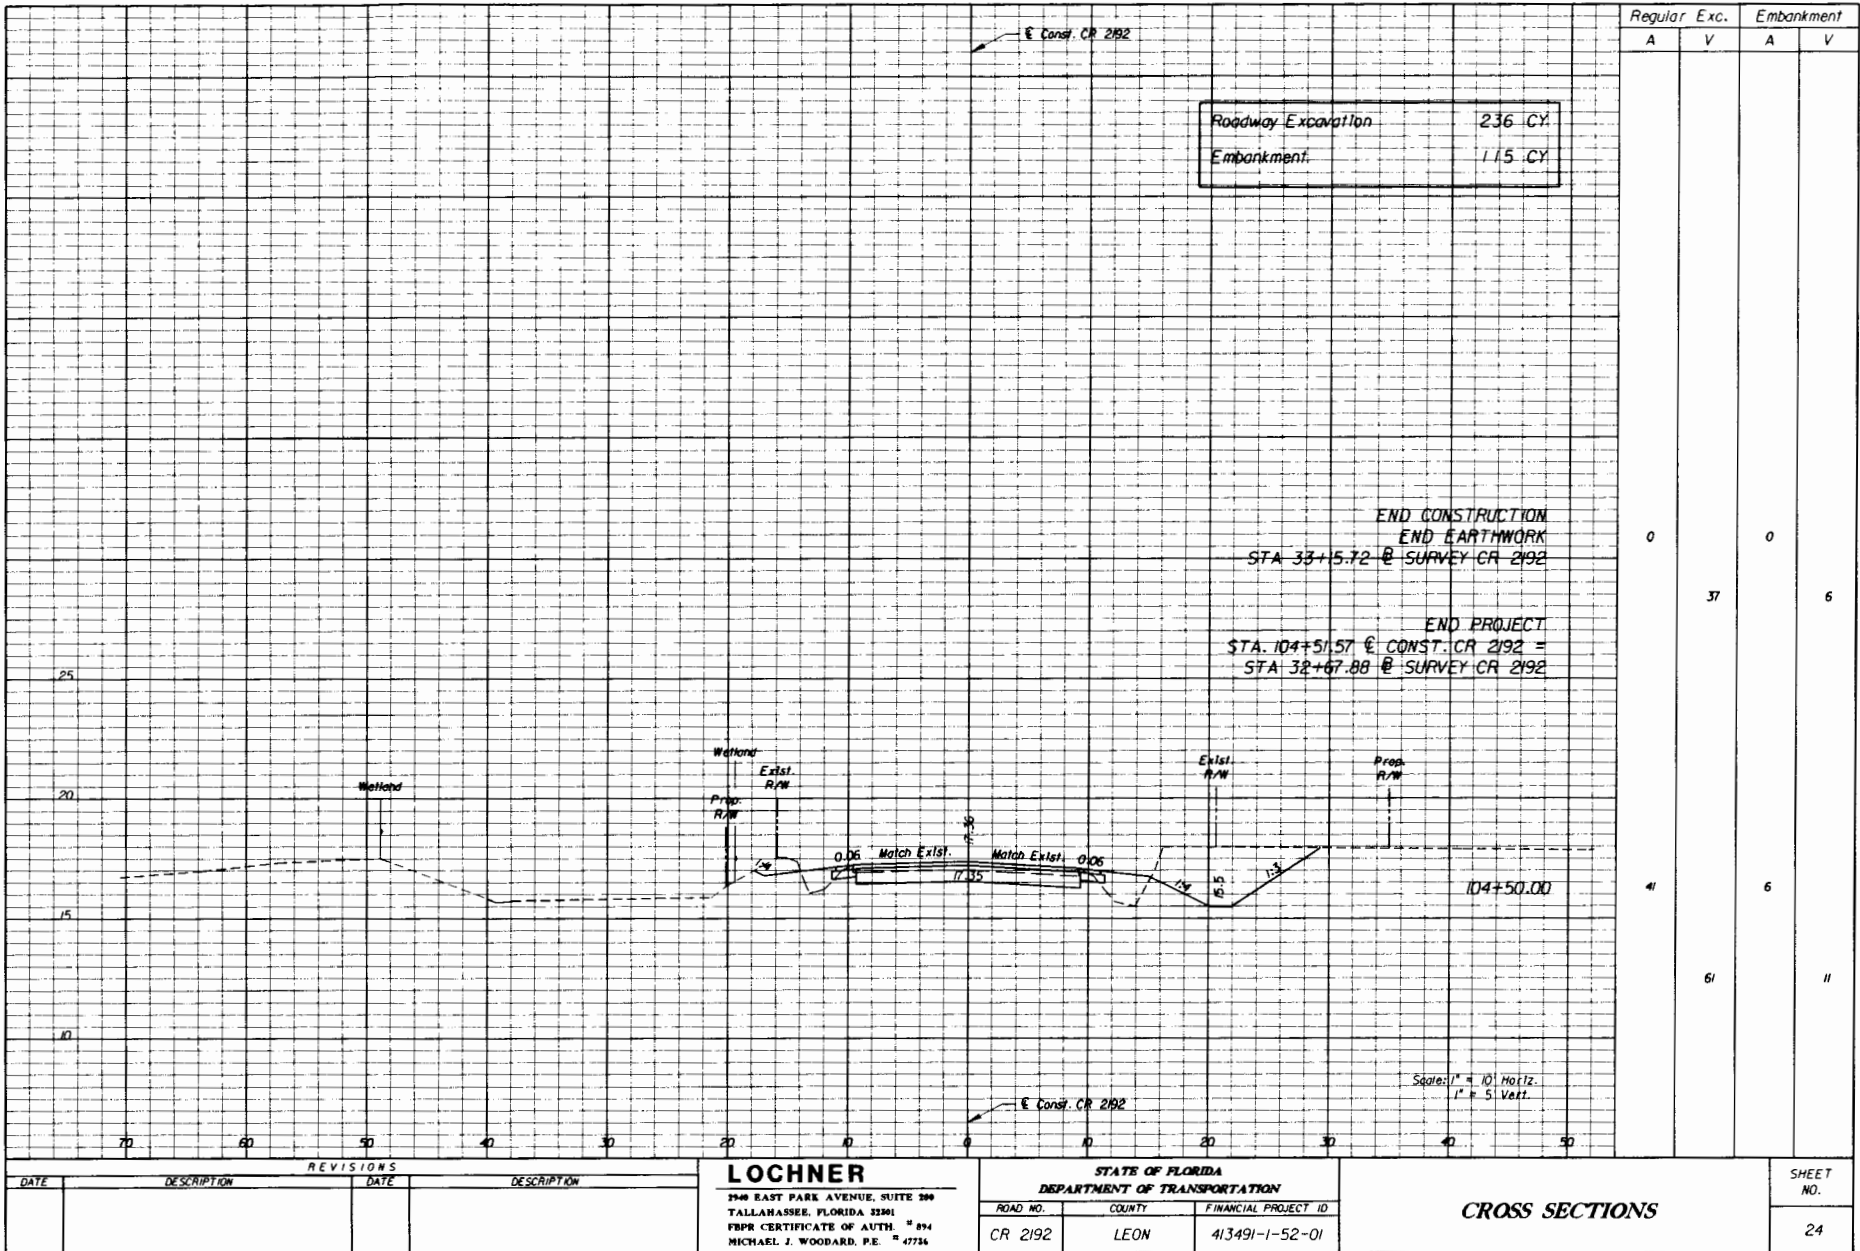 Regular Exc. Embankment
A V A V
℄ Const. CR 2192
Roadway Excavation 236 CY
Embankment 115 CY
END CONSTRUCTION
END EARTHWORK
STA 33+15.72 ⅊ SURVEY CR 2192
0 0
37 6
END PROJECT
STA. 104+51.57 ℄ CONST. CR 2192 =
STA 32+67.88 ⅊ SURVEY CR 2192
25
Wetland
Exist.
R/W
Exist.
R/W
Prop.
R/W
Wetland
20
Prop.
R/W
17.36
0.06 Match Exist. Match Exist. 0.06
17.35
1:4
15.5
1:3
104+50.00
41 6
15
61 11
10
Scale: 1" = 10' Horiz.
1" = 5' Vert.
℄ Const. CR 2192
70 60 50 40 30 20 10 0 10 20 30 40 50
REVISIONS
DATE DESCRIPTION DATE DESCRIPTION
LOCHNER
2940 EAST PARK AVENUE, SUITE 200
TALLAHASSEE, FLORIDA 32301
FBPR CERTIFICATE OF AUTH. # 894
MICHAEL J. WOODARD, P.E. # 47736
STATE OF FLORIDA
DEPARTMENT OF TRANSPORTATION
ROAD NO. COUNTY FINANCIAL PROJECT ID
CR 2192 LEON 413491-1-52-01
CROSS SECTIONS
SHEET
NO.
24